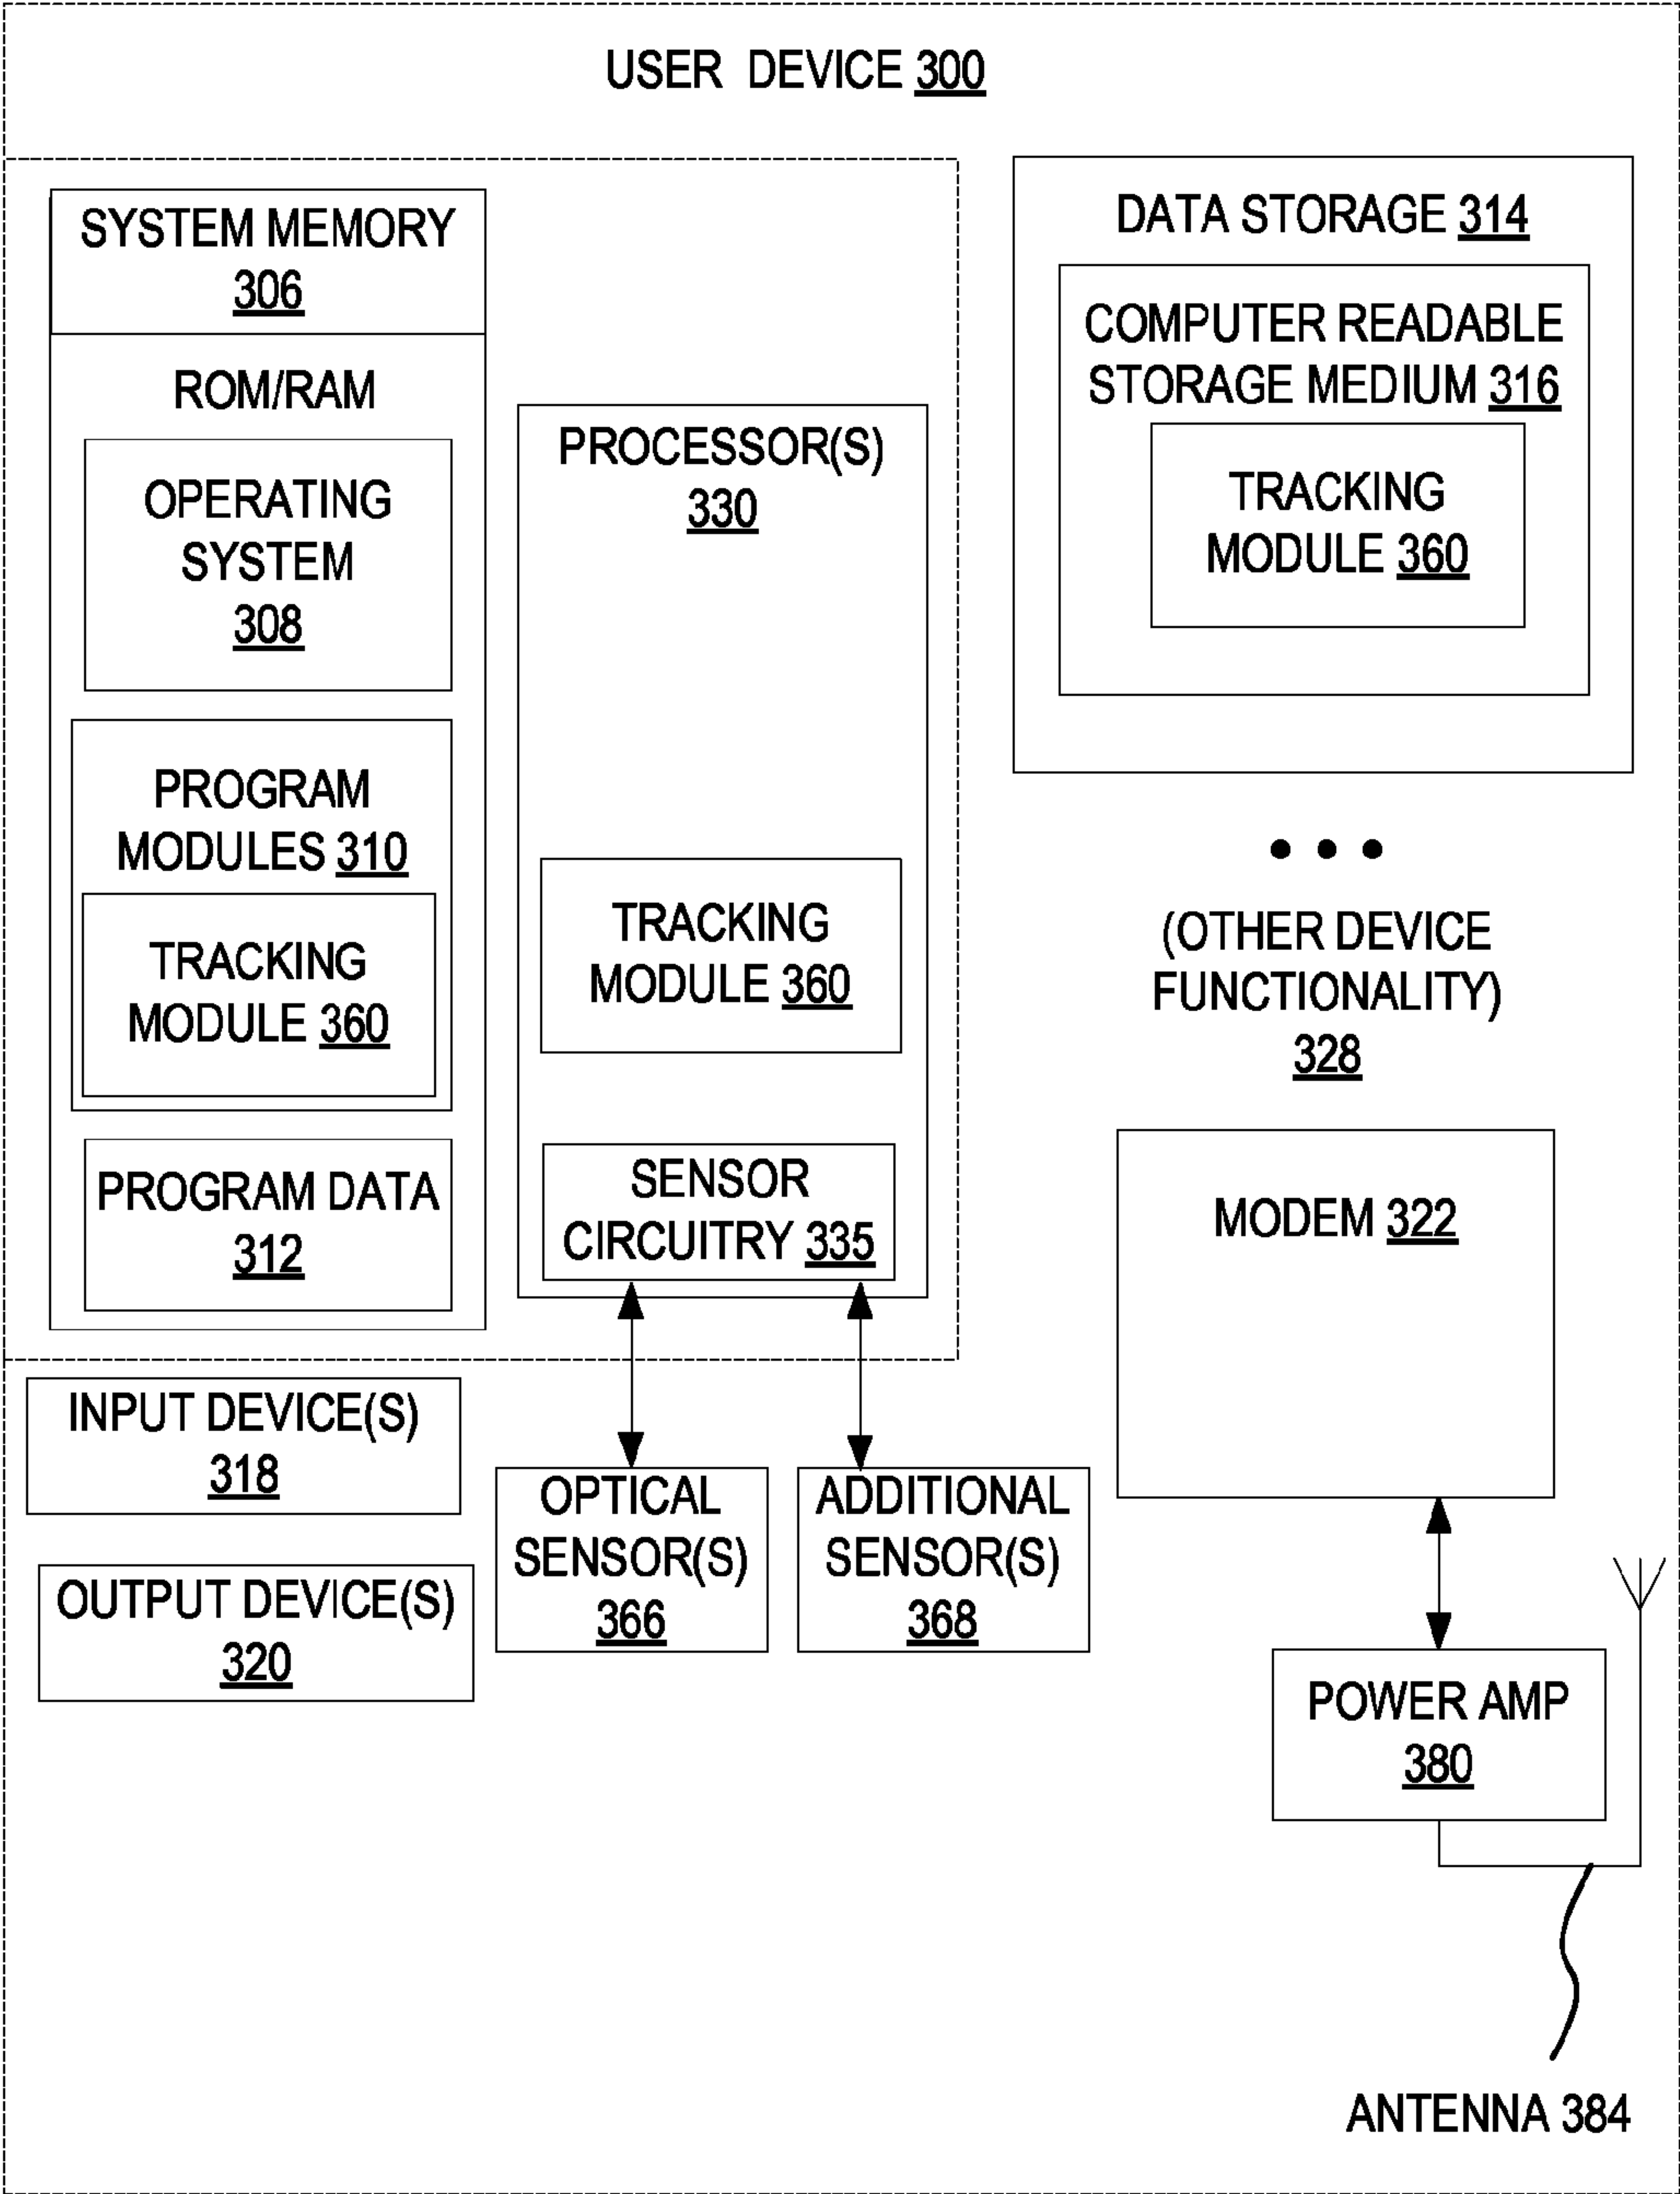 USER DEVICE 300
SYSTEM MEMORY
306
ROM/RAM
OPERATING
SYSTEM
308
PROGRAM
MODULES 310
TRACKING
MODULE 360
PROGRAM DATA
312
PROCESSOR(S)
330
TRACKING
MODULE 360
SENSOR
CIRCUITRY 335
DATA STORAGE 314
COMPUTER READABLE
STORAGE MEDIUM 316
TRACKING
MODULE 360
• • •
(OTHER DEVICE
FUNCTIONALITY)
328
MODEM 322
INPUT DEVICE(S)
318
OUTPUT DEVICE(S)
320
OPTICAL
SENSOR(S)
366
ADDITIONAL
SENSOR(S)
368
POWER AMP
380
ANTENNA 384